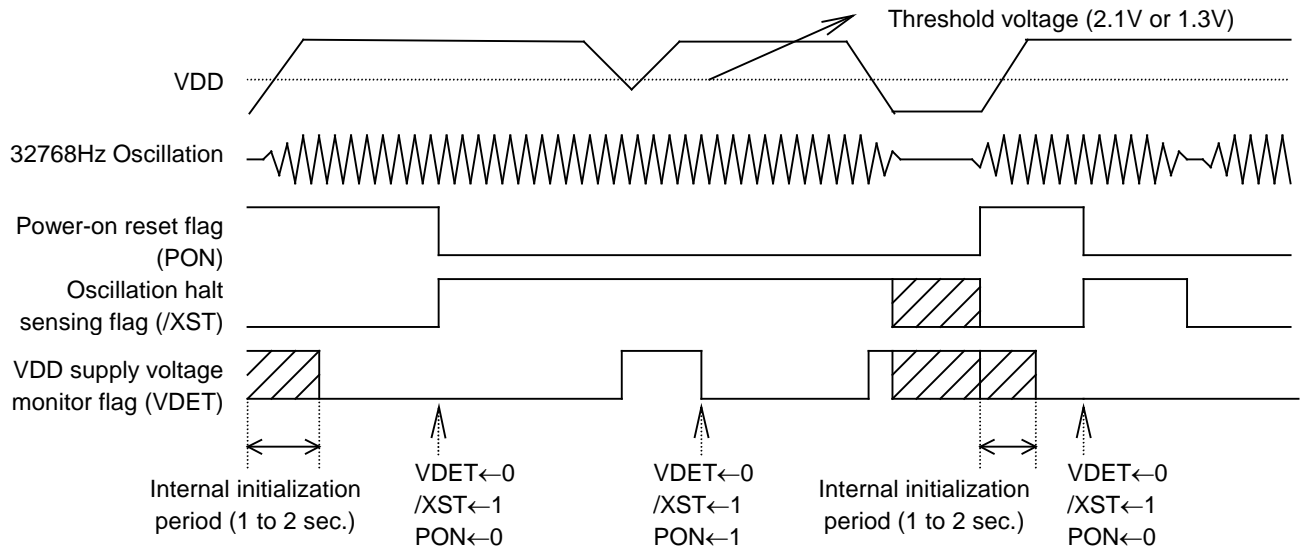 Threshold voltage (2.1V or 1.3V)
VDD
32768Hz Oscillation
Power-on reset flag
(PON)
Oscillation halt
sensing flag (/XST)
VDD supply voltage
monitor flag (VDET)
Internal initialization
period (1 to 2 sec.)
VDET←0
/XST←1
PON←0
VDET←0
/XST←1
PON←1
Internal initialization
period (1 to 2 sec.)
VDET←0
/XST←1
PON←0